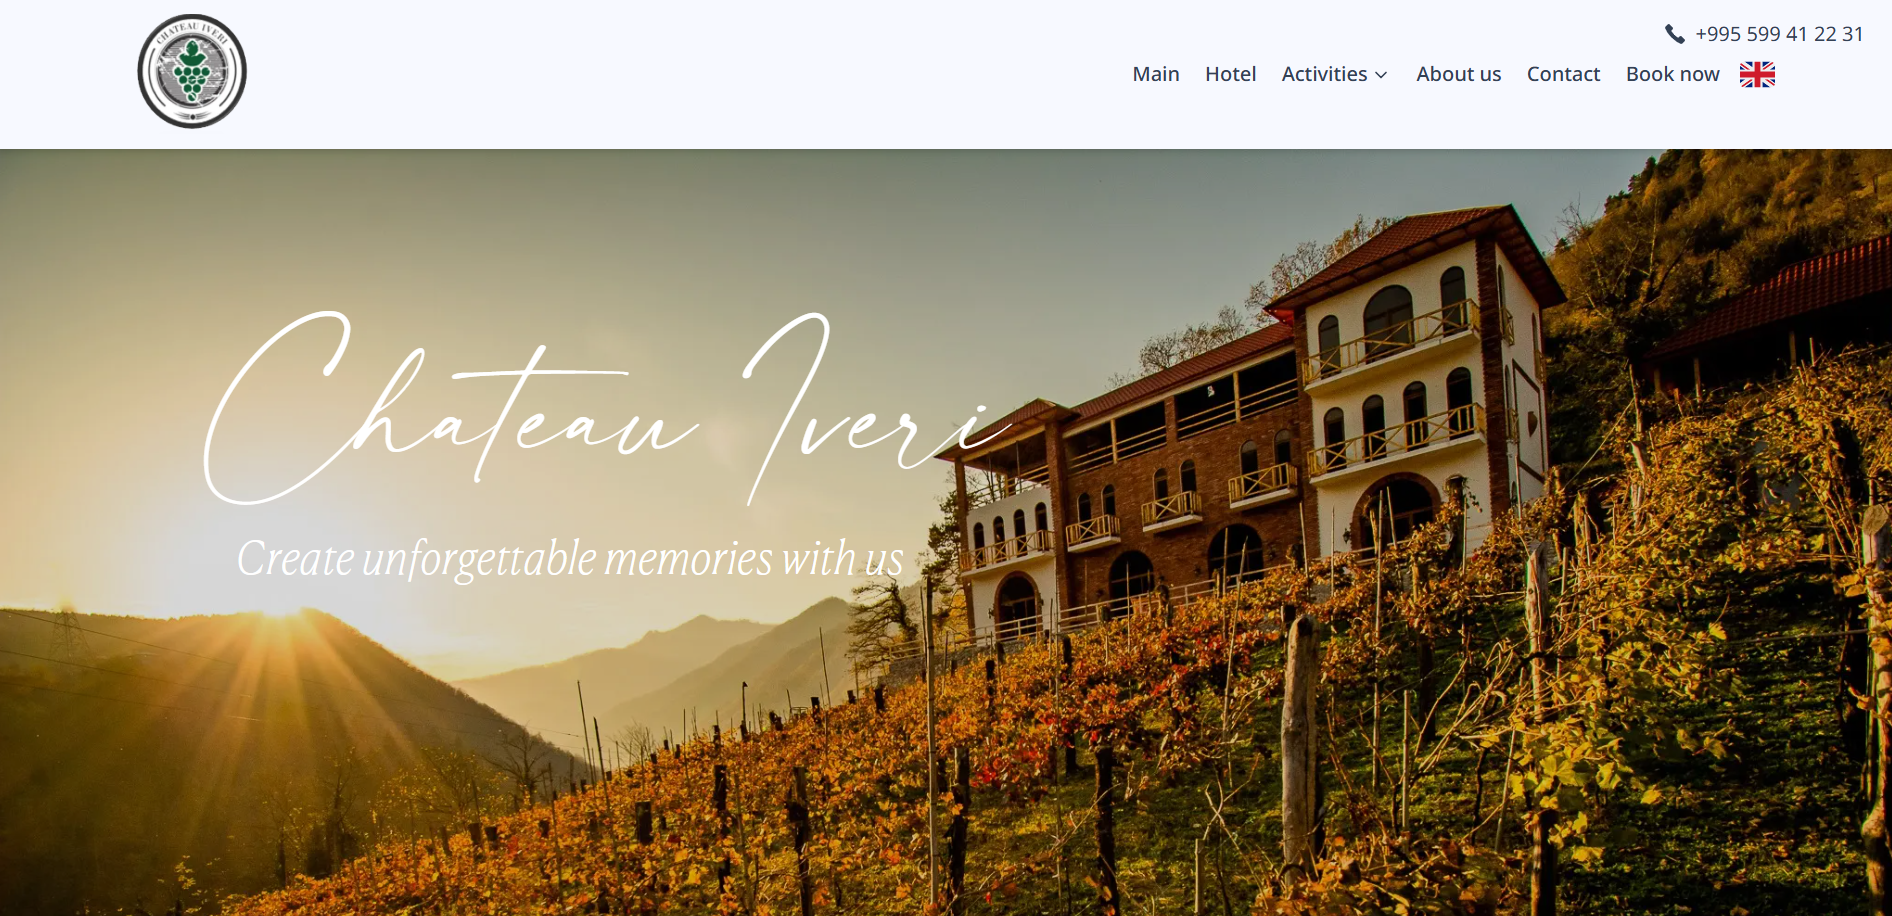 CHATEAU IVERI
+995 599 41 22 31
Main Hotel Activities About us Contact Book now
Chateau Iveri
Create unforgettable memories with us